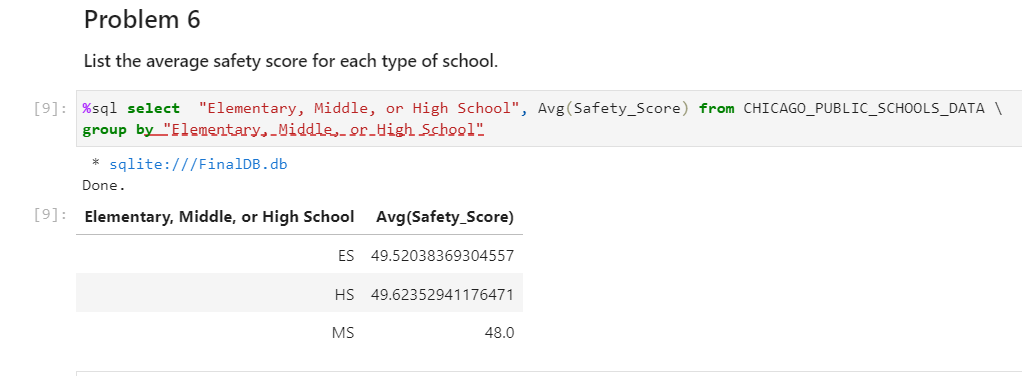 Problem 6
List the average safety score for each type of school.
[9]: %sql select  "Elementary, Middle, or High School", Avg(Safety_Score) from CHICAGO_PUBLIC_SCHOOLS_DATA \
group by "Elementary, Middle, or High School"
* sqlite:///FinalDB.db
Done.
[9]: Elementary, Middle, or High School Avg(Safety_Score)
ES 49.52038369304557
HS 49.62352941176471
MS 48.0